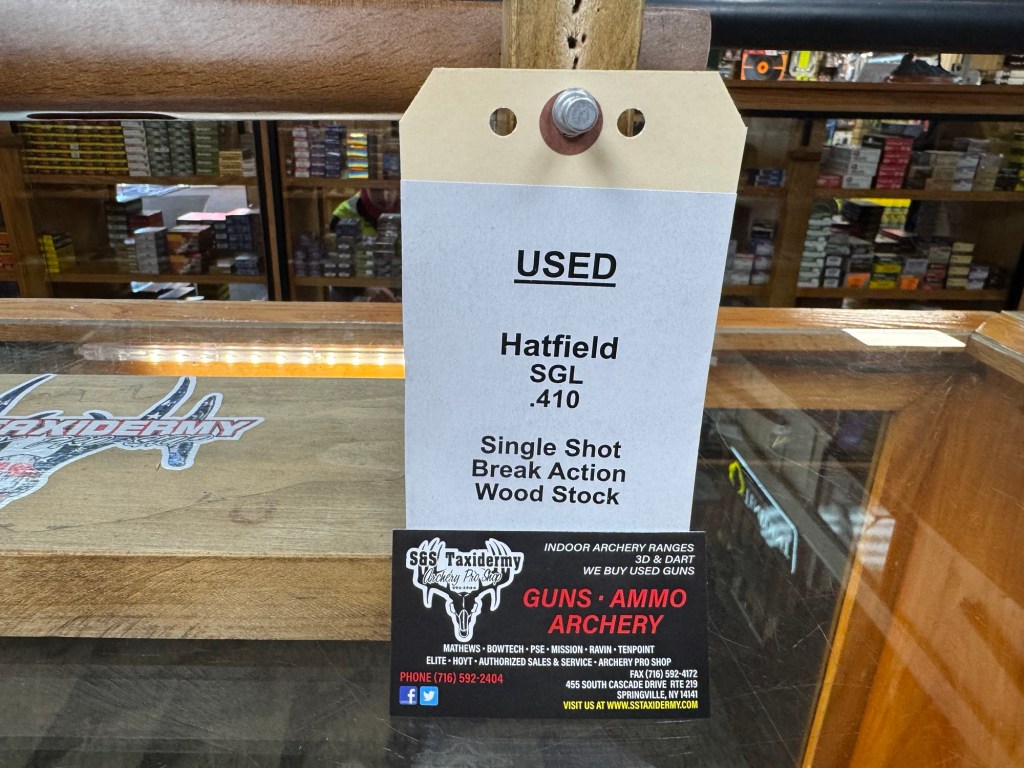 USED
Hatfield
SGL
.410
Single Shot
Break Action
Wood Stock
TAXIDERMY
S&S Taxidermy
Archery Pro Shop
INDOOR ARCHERY RANGES
3D & DART
WE BUY USED GUNS
GUNS · AMMO
ARCHERY
MATHEWS · BOWTECH · PSE · MISSION · RAVIN · TENPOINT
ELITE · HOYT · AUTHORIZED SALES & SERVICE · ARCHERY PRO SHOP
PHONE (716) 592-2404
FAX (716) 592-4172
455 SOUTH CASCADE DRIVE RTE 219
SPRINGVILLE, NY 14141
VISIT US AT WWW.SSTAXIDERMY.COM